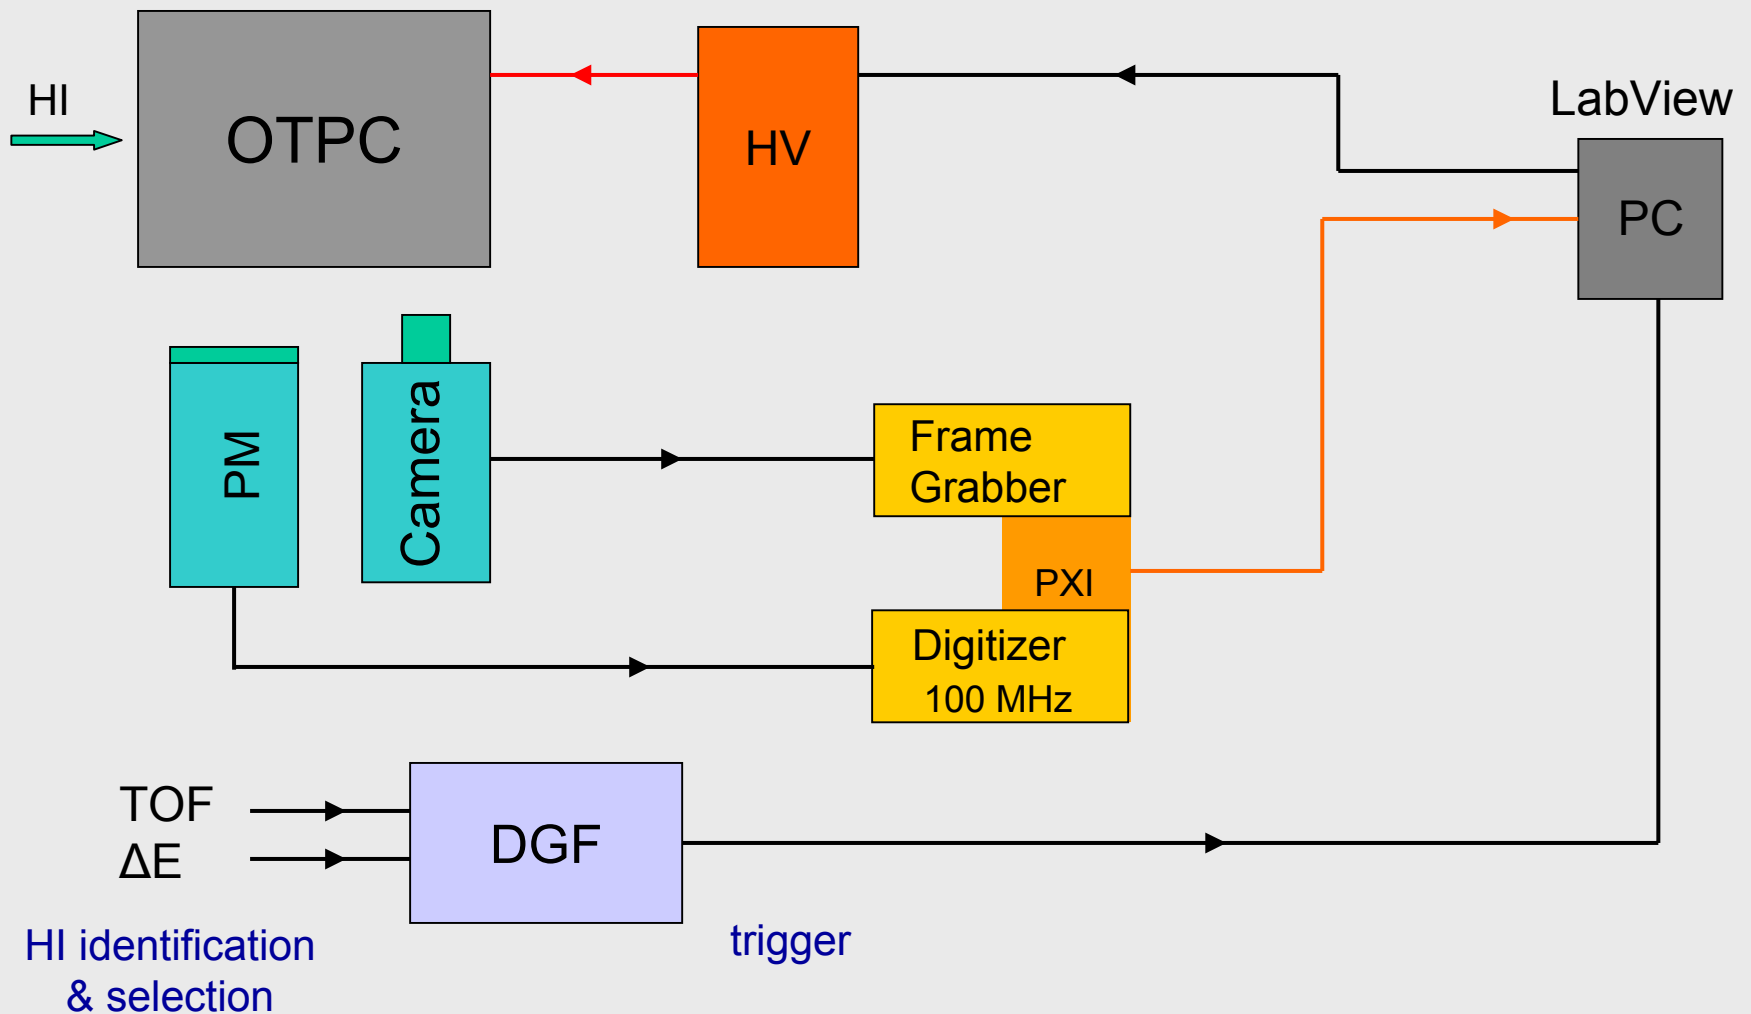 HI
OTPC
HV
LabView
PC
PM
Camera
Frame
Grabber
PXI
Digitizer
100 MHz
TOF
ΔE
DGF
HI identification
& selection
trigger